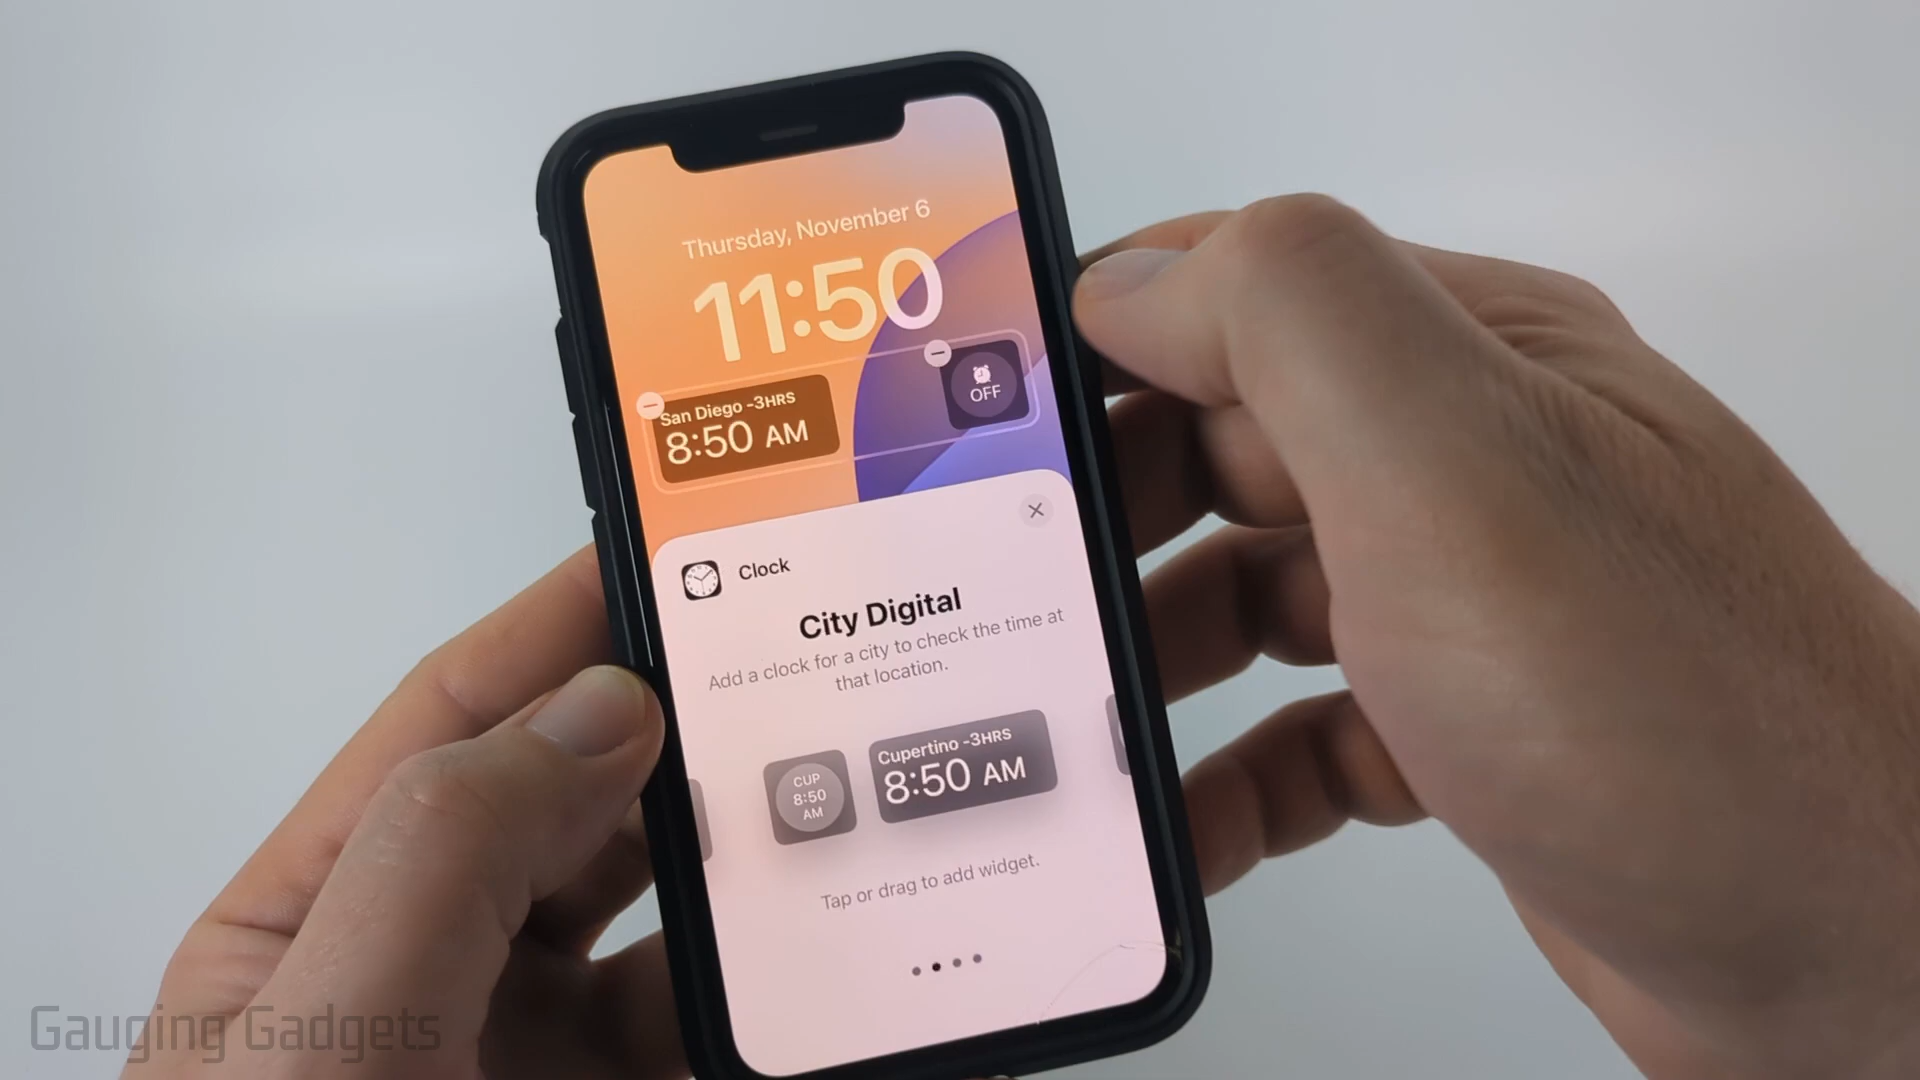 Thursday, November 6
11:50
San Diego -3HRS
8:50 AM
OFF
Clock
City Digital
Add a clock for a city to check the time at
that location.
CUP
8:50
AM
Cupertino -3HRS
8:50 AM
Tap or drag to add widget.
Gauging Gadgets